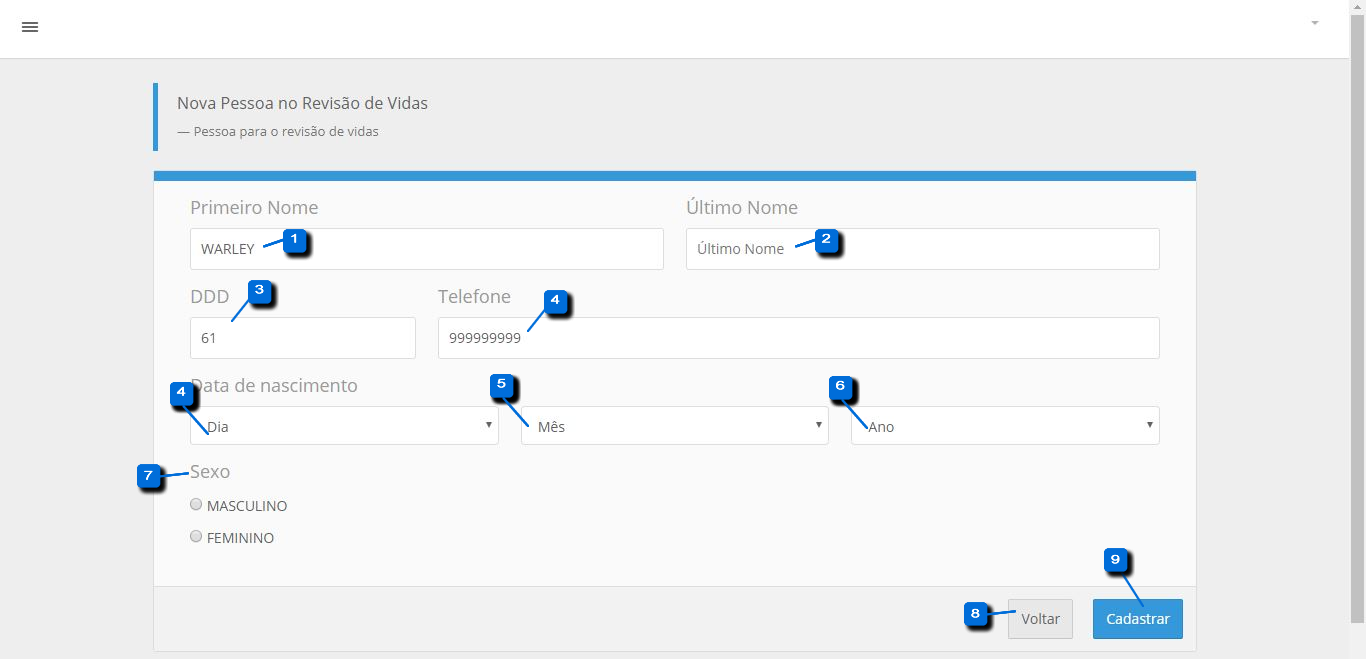 Nova Pessoa no Revisão de Vidas
— Pessoa para o revisão de vidas
Primeiro Nome
Último Nome
WARLEY
1
Último Nome
2
DDD
3
Telefone
4
61
999999999
4
Data de nascimento
5
6
Dia
Mês
Ano
7
Sexo
MASCULINO
FEMININO
9
8
Voltar
Cadastrar